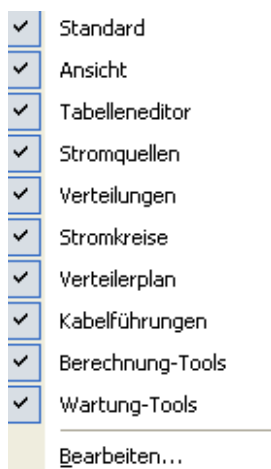 Standard
Ansicht
Tabelleneditor
Stromquellen
Verteilungen
Stromkreise
Verteilerplan
Kabelführungen
Berechnung-Tools
Wartung-Tools
Bearbeiten...